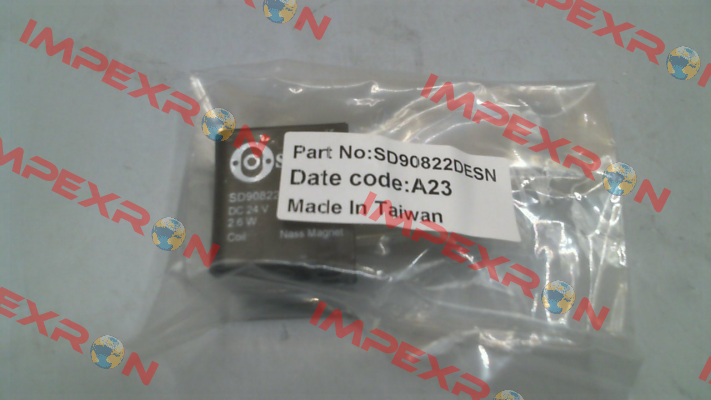 IMPEXRON
IMPEXRON
IMPEXRON
IMPEXRON
IMPEXRON
IMPEXRON
Part No:SD90822DESN
Date code:A23
Made In Taiwan
SD90822
DC 24 V
2.6 W
Coil Nass Magnet